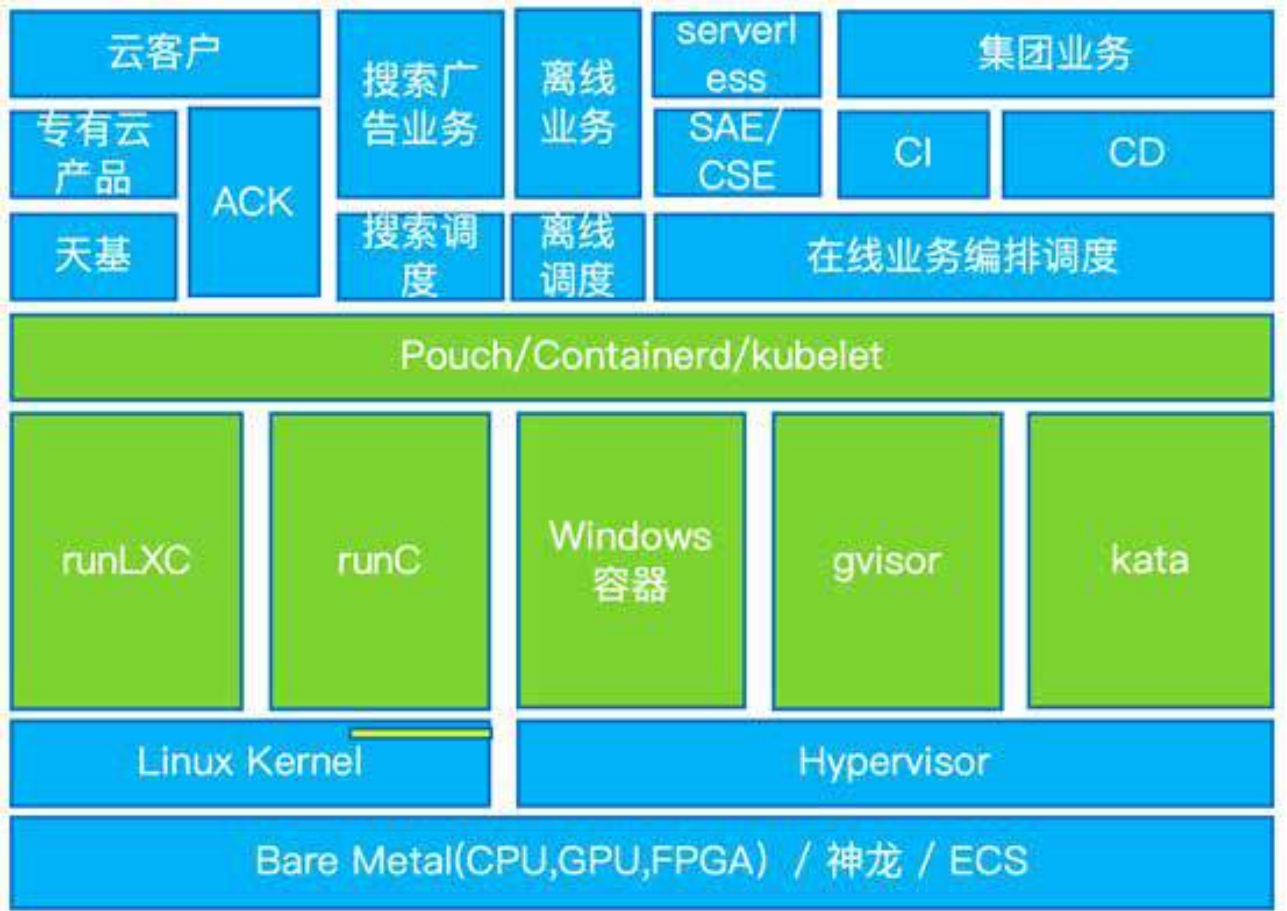 云客户
搜索广
告业务
离线
业务
serverl
ess
集团业务
专有云
产品
ACK
SAE/
CSE
CI
CD
天基
搜索调
度
离线
调度
在线业务编排调度
Pouch/Containerd/kubelet
runLXC
runC
Windows
容器
gvisor
kata
Linux Kernel
Hypervisor
Bare Metal(CPU,GPU,FPGA) / 神龙 / ECS